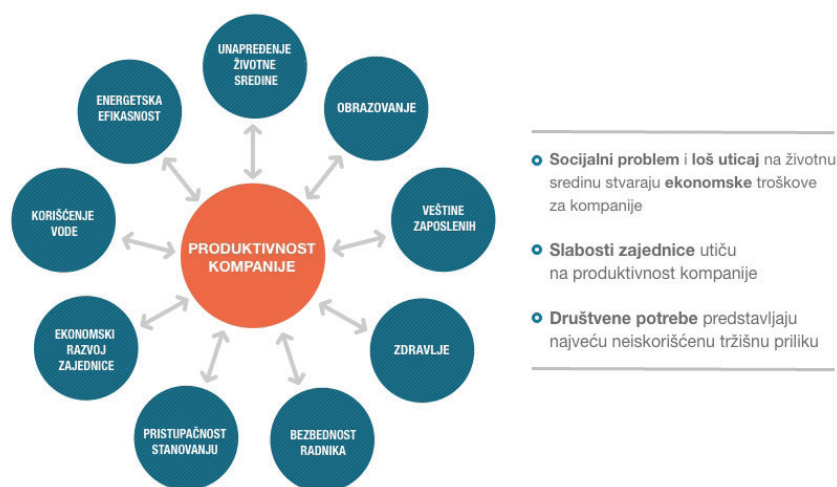 UNAPREĐENJE
ŽIVOTNE
SREDINE
OBRAZOVANJE
VEŠTINE
ZAPOSLENIH
ZDRAVLJE
BEZBEDNOST
RADNIKA
PRISTUPAČNOST
STANOVANJU
EKONOMSKI
RAZVOJ
ZAJEDNICE
KORIŠĆENJE
VODE
ENERGETSKA
EFIKASNOST
PRODUKTIVNOST
KOMPANIJE
Socijalni problem i loš uticaj na životnu
sredinu stvaraju ekonomske troškove
za kompanije
Slabosti zajednice utiču
na produktivnost kompanije
Društvene potrebe predstavljaju
najveću neiskorišćenu tržišnu priliku